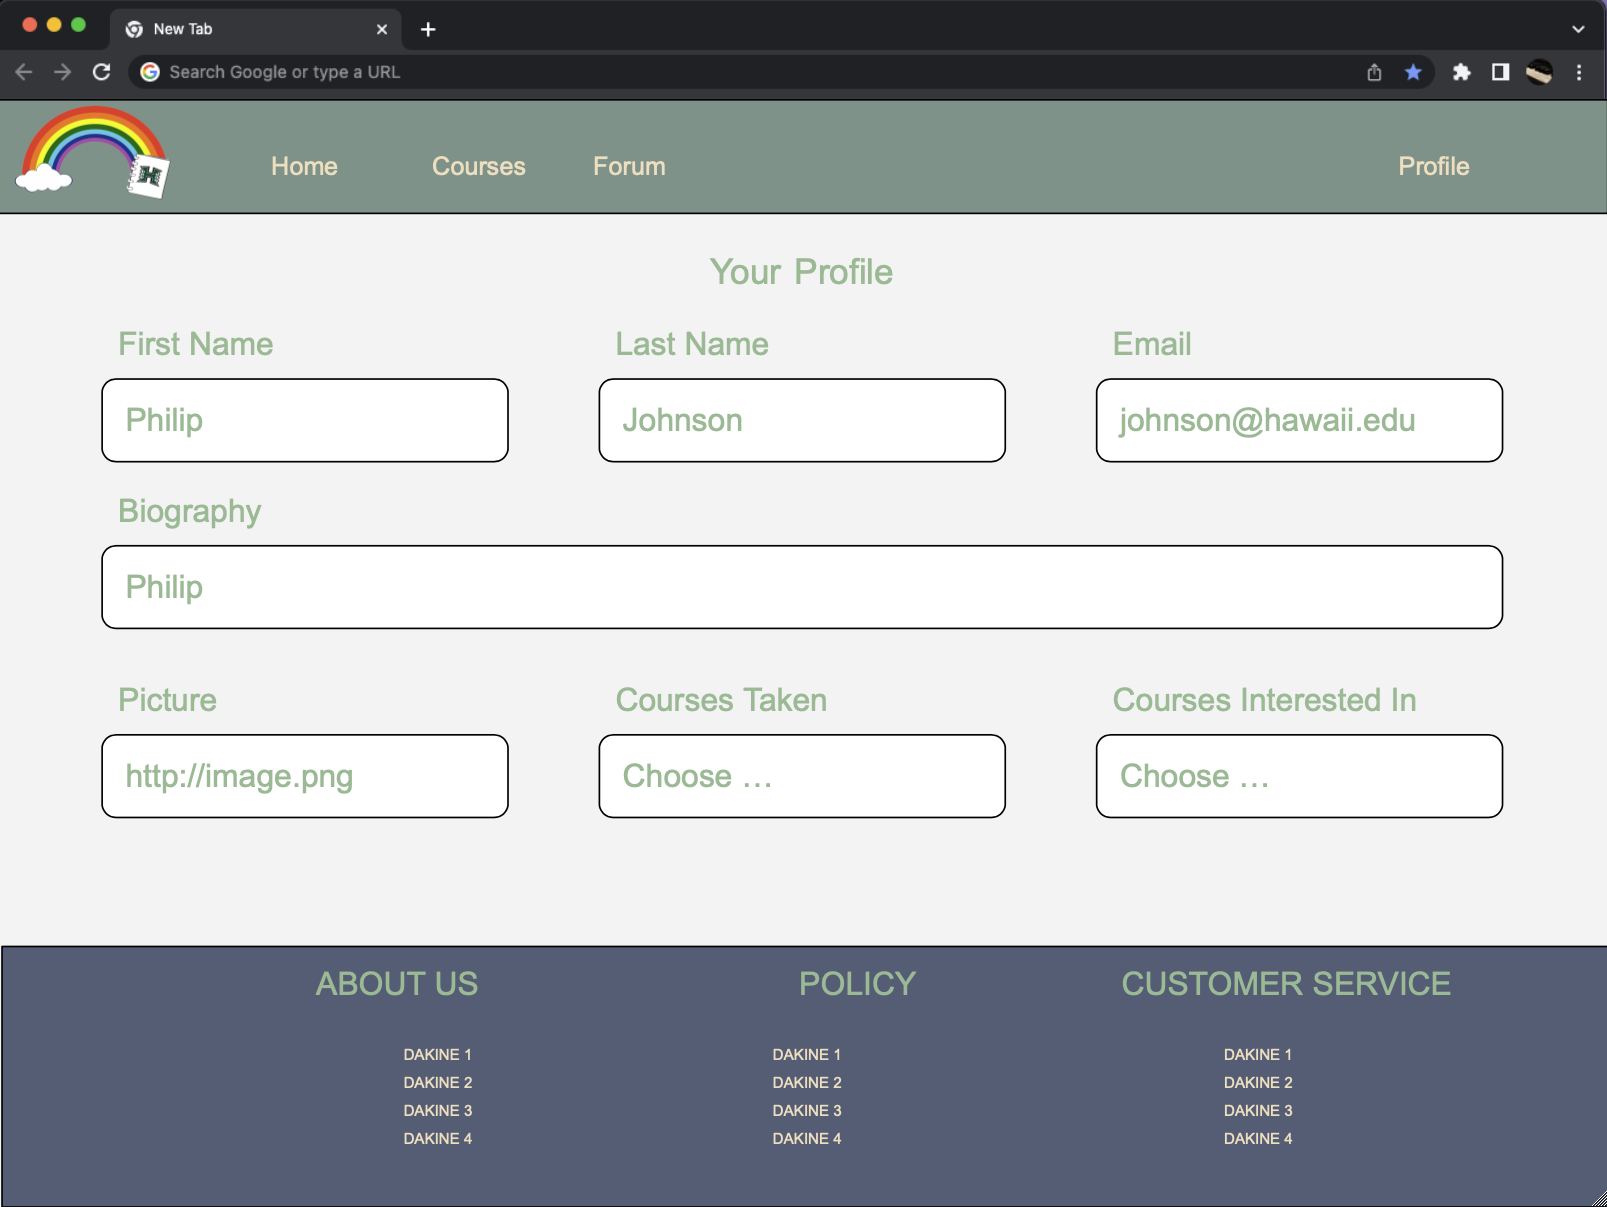 New Tab
Search Google or type a URL
H
Home Courses Forum Profile
Your Profile
First Name Last Name Email
Philip Johnson johnson@hawaii.edu
Biography
Philip
Picture Courses Taken Courses Interested In
http://image.png Choose ... Choose ...
ABOUT US POLICY CUSTOMER SERVICE
DAKINE 1 DAKINE 1 DAKINE 1
DAKINE 2 DAKINE 2 DAKINE 2
DAKINE 3 DAKINE 3 DAKINE 3
DAKINE 4 DAKINE 4 DAKINE 4